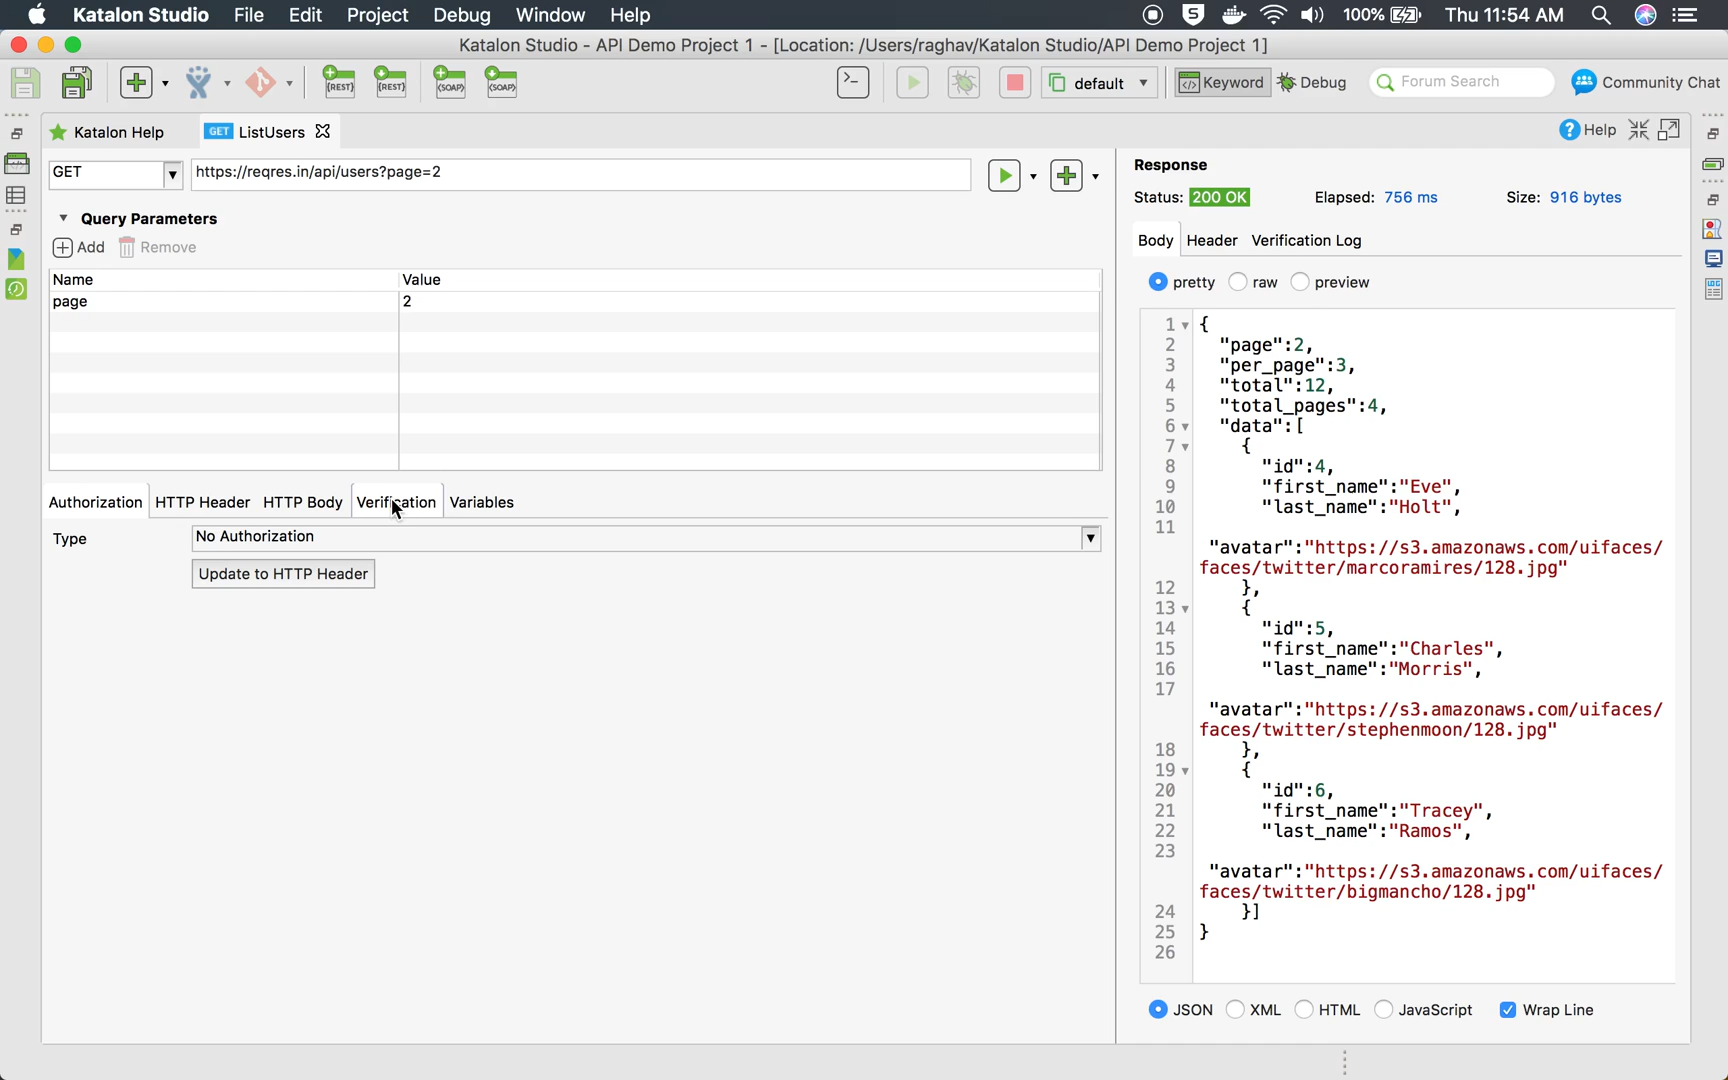 Katalon Studio File Edit Project Debug Window Help
S 100% Thu 11:54 AM
Katalon Studio - API Demo Project 1 - [Location: /Users/raghav/Katalon Studio/API Demo Project 1]
{REST} {REST} {SOAP} {SOAP} default Keyword Debug Forum Search Community Chat
Katalon Help GET ListUsers Help
GET https://reqres.in/api/users?page=2
Query Parameters
Add Remove
Name Value
page 2
Authorization HTTP Header HTTP Body Verification Variables
Type No Authorization
Update to HTTP Header
Response
Status: 200 OK Elapsed: 756 ms Size: 916 bytes
Body Header Verification Log
pretty raw preview
1 {
2 "page":2,
3 "per_page":3,
4 "total":12,
5 "total_pages":4,
6 "data":[
7 {
8 "id":4,
9 "first_name":"Eve",
10 "last_name":"Holt",
11
"avatar":"https://s3.amazonaws.com/uifaces/
faces/twitter/marcoramires/128.jpg"
12 },
13 {
14 "id":5,
15 "first_name":"Charles",
16 "last_name":"Morris",
17
"avatar":"https://s3.amazonaws.com/uifaces/
faces/twitter/stephenmoon/128.jpg"
18 },
19 {
20 "id":6,
21 "first_name":"Tracey",
22 "last_name":"Ramos",
23
"avatar":"https://s3.amazonaws.com/uifaces/
faces/twitter/bigmancho/128.jpg"
24 }]
25 }
26
JSON XML HTML JavaScript Wrap Line